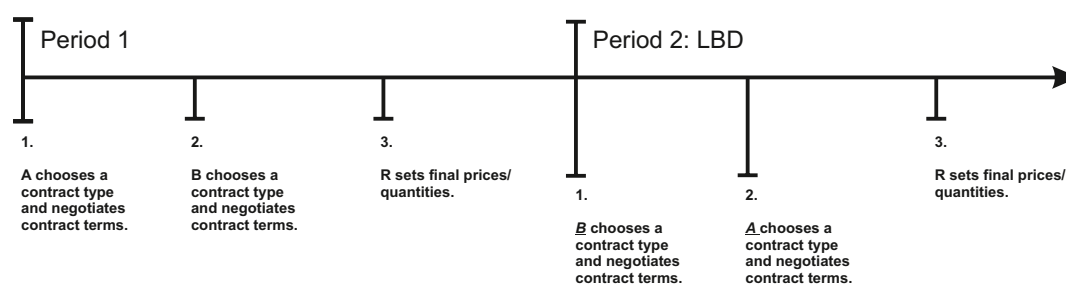 Period 1
Period 2: LBD
1.
A chooses a
contract type
and negotiates
contract terms.
2.
B chooses a
contract type
and negotiates
contract terms.
3.
R sets final prices/
quantities.
1.
B chooses a
contract type
and negotiates
contract terms.
2.
A chooses a
contract type
and negotiates
contract terms.
3.
R sets final prices/
quantities.